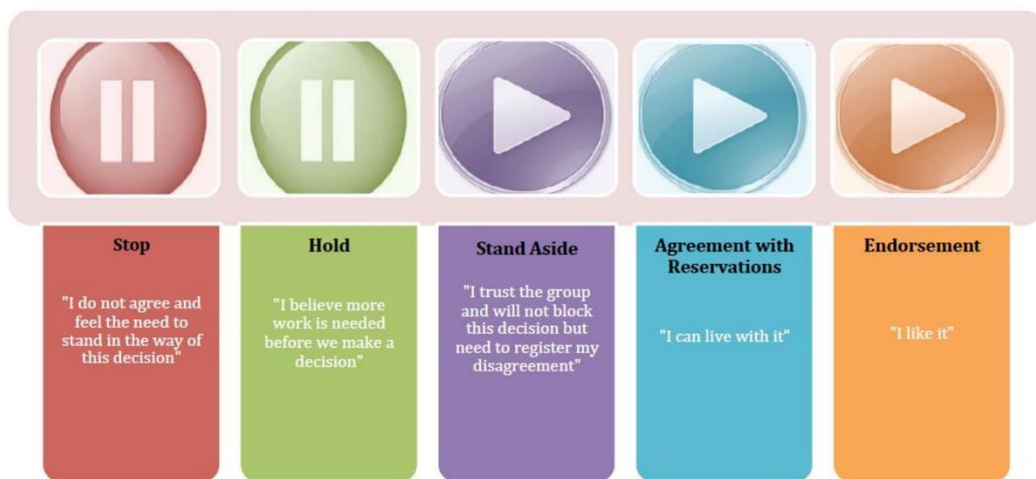 Stop
"I do not agree and
feel the need to
stand in the way of
this decision"
Hold
"I believe more
work is needed
before we make a
decision"
Stand Aside
"I trust the group
and will not block
this decision but
need to register my
disagreement"
Agreement with
Reservations
"I can live with it"
Endorsement
"I like it"